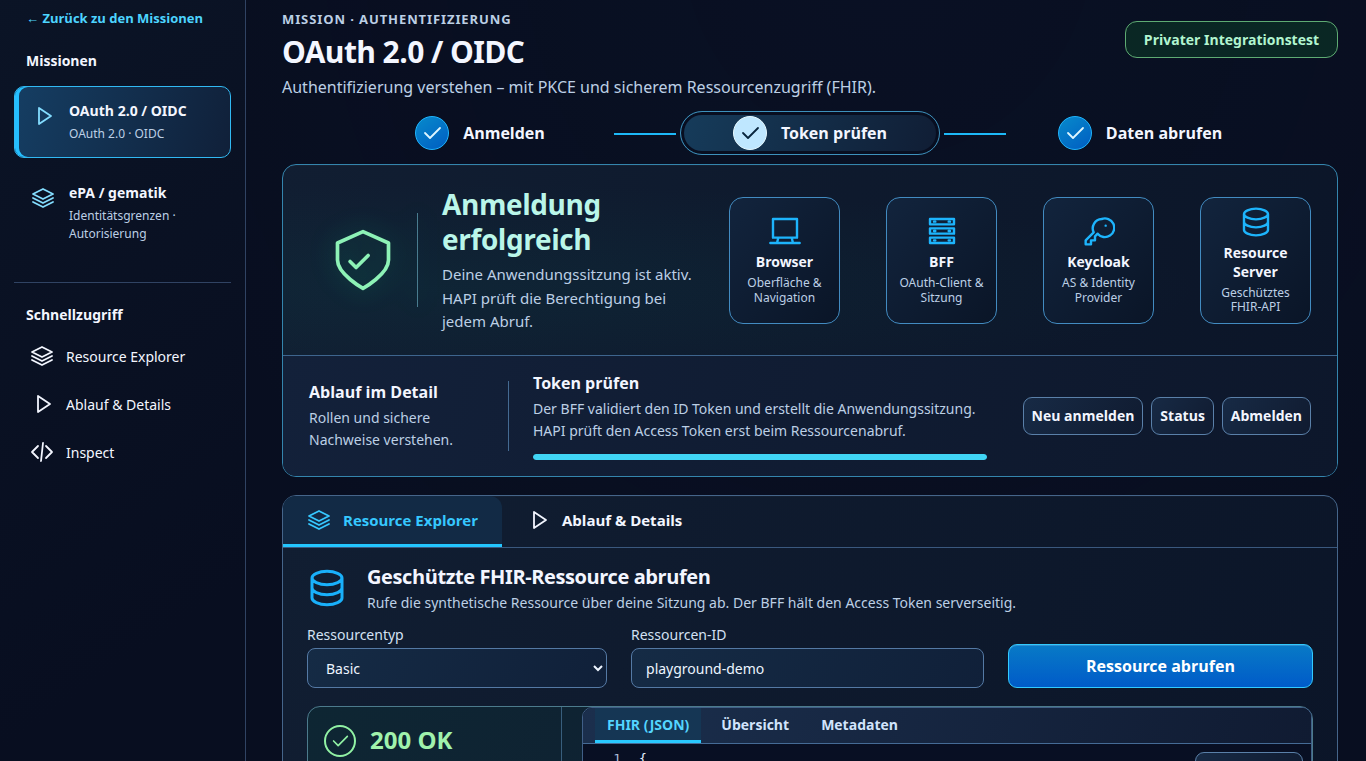 ← Zurück zu den Missionen
Missionen
OAuth 2.0 / OIDC
OAuth 2.0 · OIDC
ePA / gematik
Identitätsgrenzen ·
Autorisierung
Schnellzugriff
Resource Explorer
Ablauf & Details
Inspect
MISSION · AUTHENTIFIZIERUNG
OAuth 2.0 / OIDC
Authentifizierung verstehen – mit PKCE und sicherem Ressourcenzugriff (FHIR).
Privater Integrationstest
Anmelden
Token prüfen
Daten abrufen
Anmeldung
erfolgreich
Deine Anwendungssitzung ist aktiv.
HAPI prüft die Berechtigung bei
jedem Abruf.
Browser
Oberfläche &
Navigation
BFF
OAuth-Client &
Sitzung
Keycloak
AS & Identity
Provider
Resource
Server
Geschütztes
FHIR-API
Ablauf im Detail
Rollen und sichere
Nachweise verstehen.
Token prüfen
Der BFF validiert den ID Token und erstellt die Anwendungssitzung.
HAPI prüft den Access Token erst beim Ressourcenabruf.
Neu anmelden
Status
Abmelden
Resource Explorer
Ablauf & Details
Geschützte FHIR-Ressource abrufen
Rufe die synthetische Ressource über deine Sitzung ab. Der BFF hält den Access Token serverseitig.
Ressourcentyp
Ressourcen-ID
Basic
playground-demo
Ressource abrufen
200 OK
FHIR (JSON)
Übersicht
Metadaten
1 {